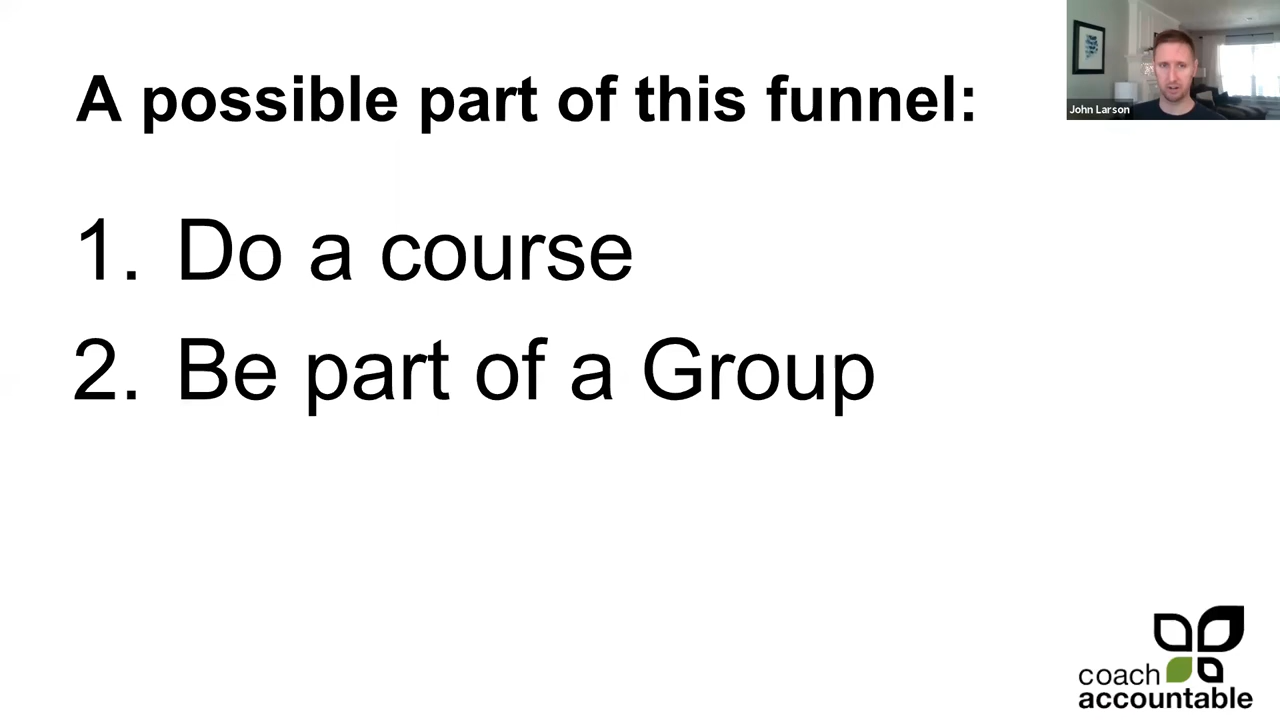 A possible part of this funnel:
John Larson
1. Do a course
2. Be part of a Group
coach
accountable